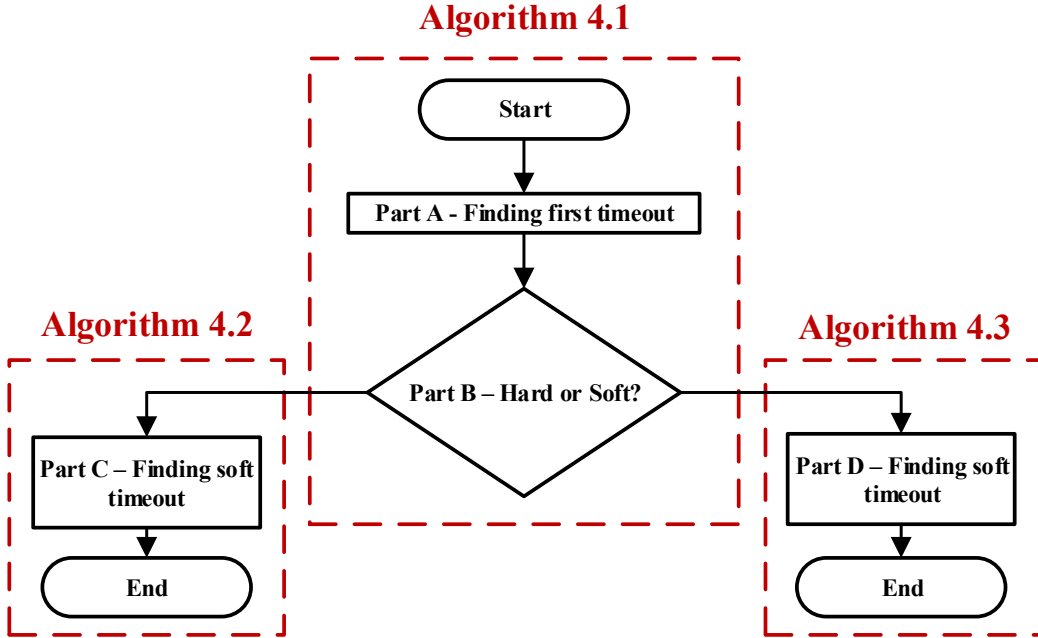 Algorithm 4.1
Start
Part A - Finding first timeout
Algorithm 4.2
Algorithm 4.3
Part B – Hard or Soft?
Part C – Finding soft
timeout
Part D – Finding soft
timeout
End
End